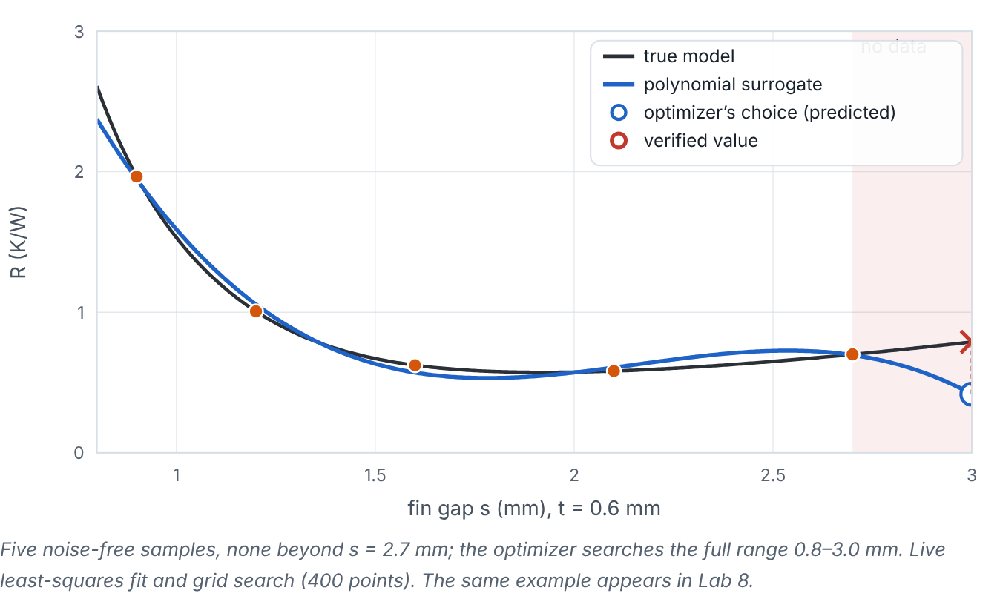 3
no data
true model
polynomial surrogate
optimizer’s choice (predicted)
verified value
2
1
0
R (K/W)
1
1.5
2
2.5
3
fin gap s (mm), t = 0.6 mm
Five noise-free samples, none beyond s = 2.7 mm; the optimizer searches the full range 0.8–3.0 mm. Live
least-squares fit and grid search (400 points). The same example appears in Lab 8.